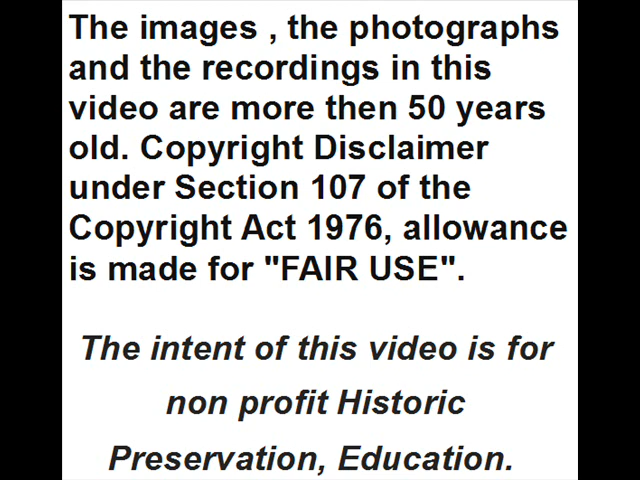 The images , the photographs
and the recordings in this
video are more then 50 years
old. Copyright Disclaimer
under Section 107 of the
Copyright Act 1976, allowance
is made for "FAIR USE".
The intent of this video is for
non profit Historic
Preservation, Education.